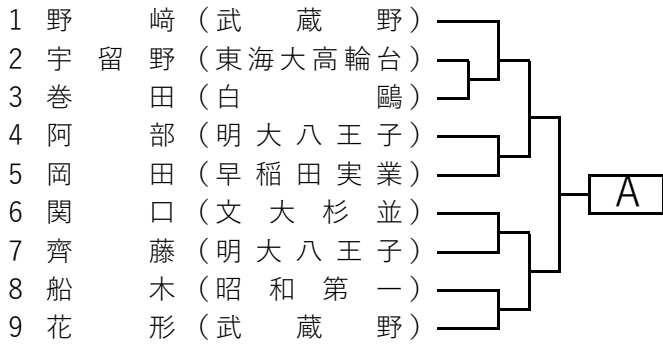 1 野﨑（武蔵野）
2 宇留野（東海大高輪台）
3 巻田（白鷗）
4 阿部（明大八王子）
5 岡田（早稲田実業）
A
6 関口（文大杉並）
7 齊藤（明大八王子）
8 船木（昭和第一）
9 花形（武蔵野）